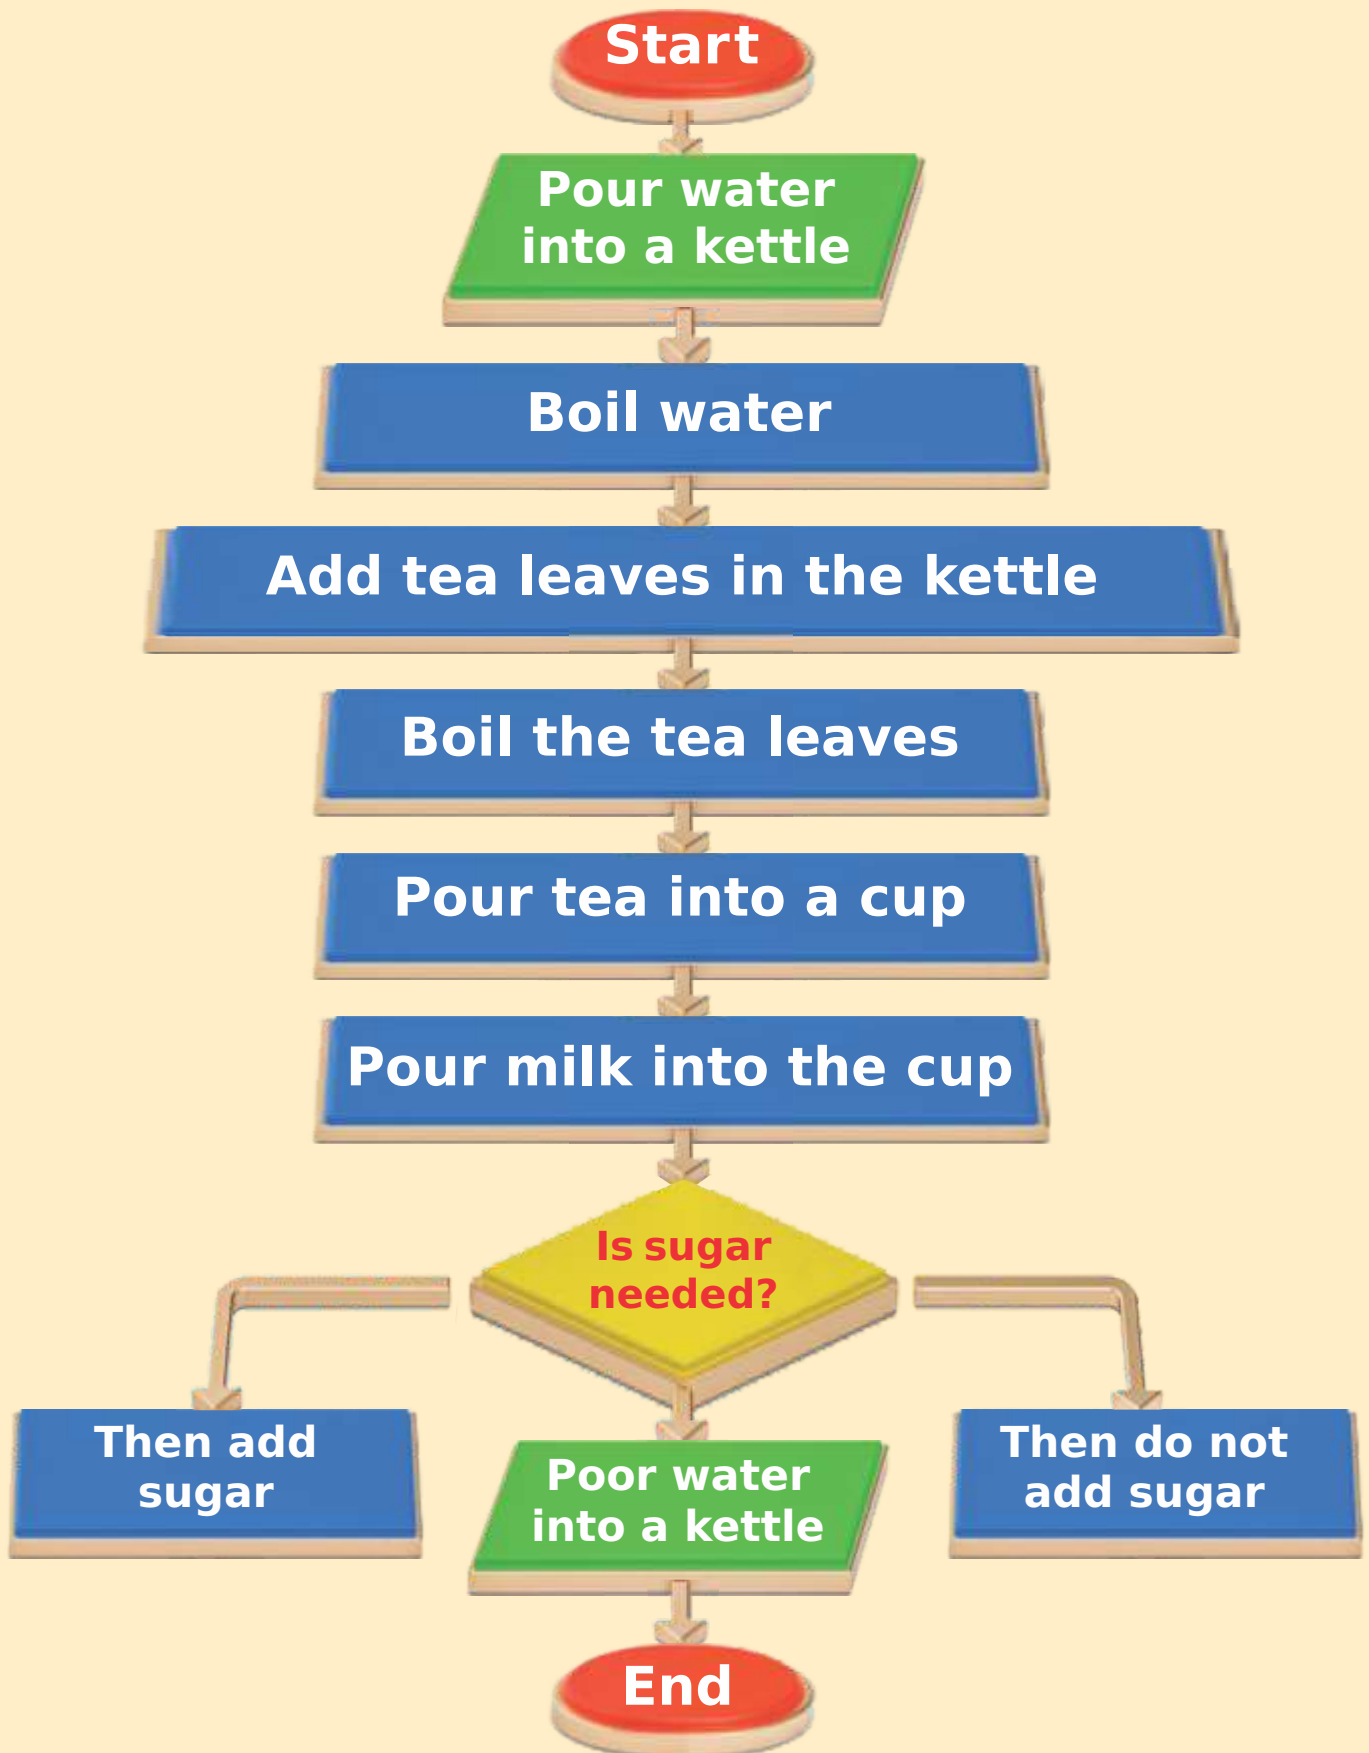 Start
Pour water
into a kettle
Boil water
Add tea leaves in the kettle
Boil the tea leaves
Pour tea into a cup
Pour milk into the cup
Is sugar
needed?
Then add
sugar
Poor water
into a kettle
Then do not
add sugar
End